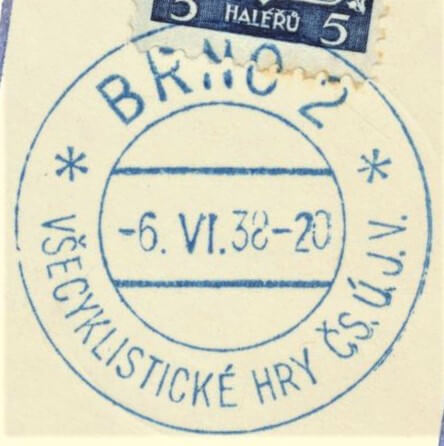 5 HALÉŘŮ 5
BRNO 2
-6. VI. 38-20
* VŠECYKLISTICKÉ HRY ČS.Ú.J.V. *